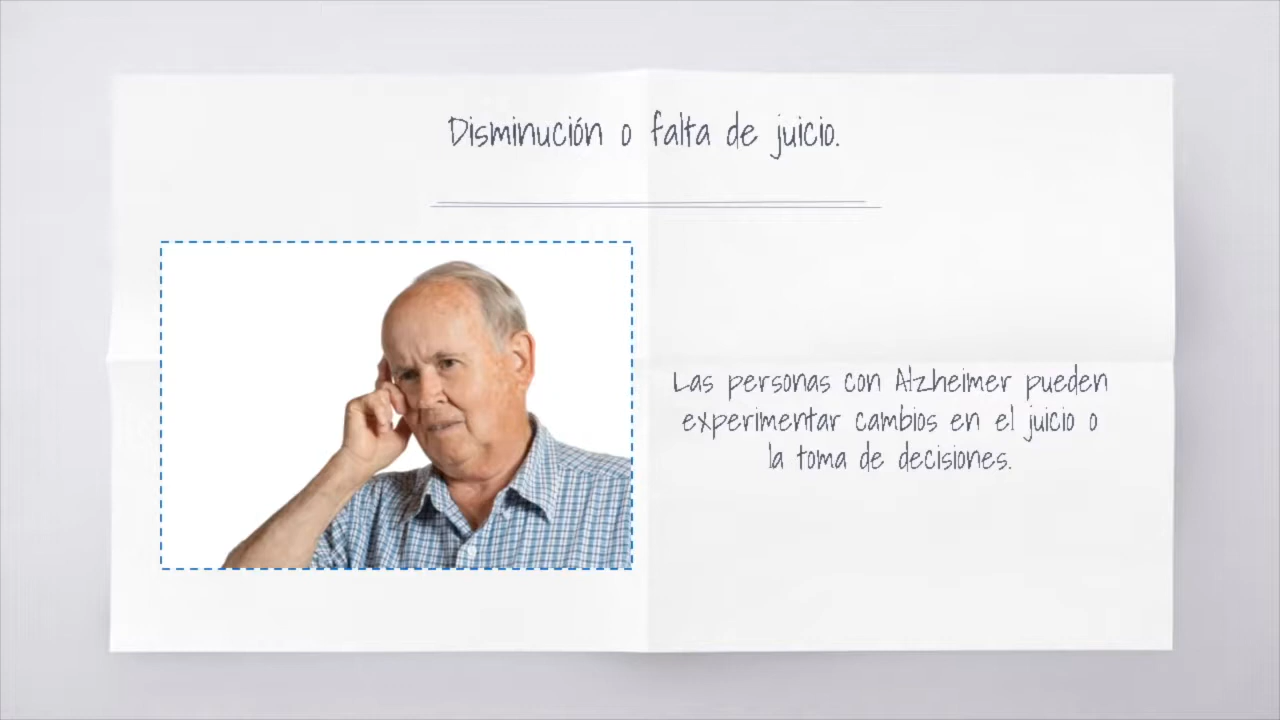 Disminución o falta de juicio.
Las personas con Alzheimer pueden
experimentar cambios en el juicio o
la toma de decisiones.